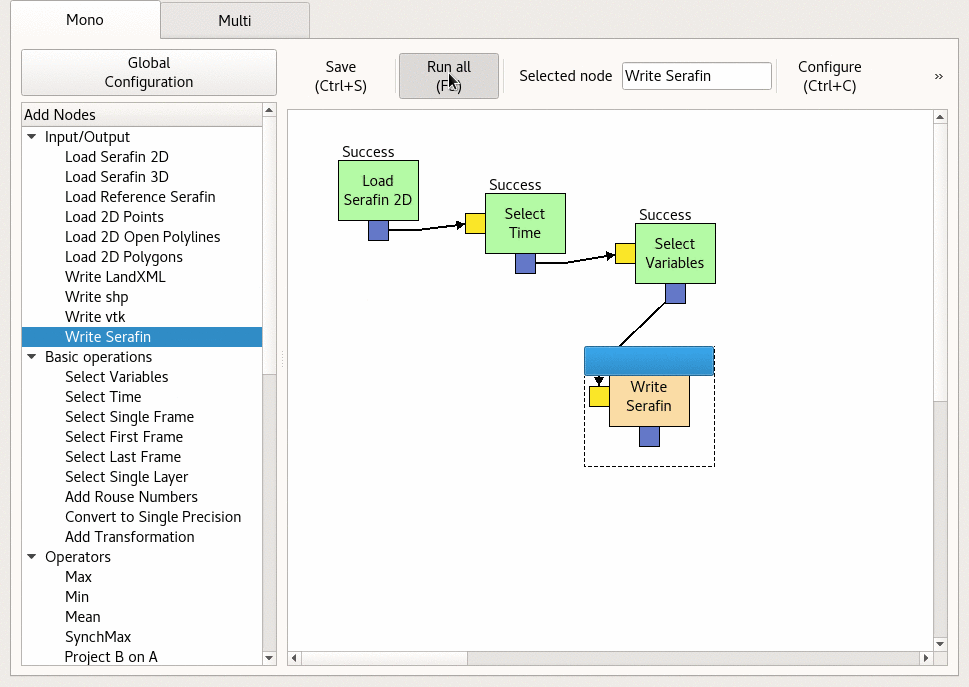 Mono
Multi
Global
Configuration
Save
(Ctrl+S)
Run all
Selected node
Write Serafin
Configure
(Ctrl+C)
»
Add Nodes
Input/Output
Load Serafin 2D
Load Serafin 3D
Load Reference Serafin
Load 2D Points
Load 2D Open Polylines
Load 2D Polygons
Write LandXML
Write shp
Write vtk
Write Serafin
Basic operations
Select Variables
Select Time
Select Single Frame
Select First Frame
Select Last Frame
Select Single Layer
Add Rouse Numbers
Convert to Single Precision
Add Transformation
Operators
Max
Min
Mean
SynchMax
Project B on A
Success
Load
Serafin 2D
Success
Select
Time
Success
Select
Variables
Write
Serafin